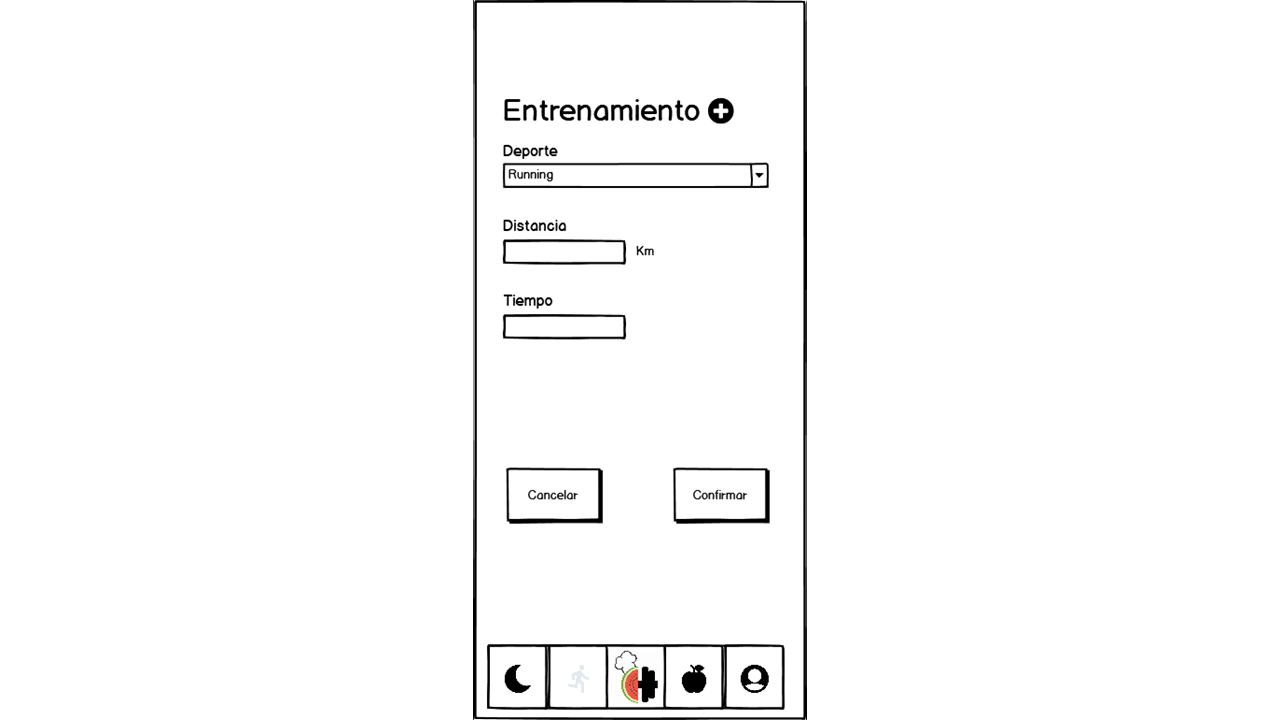 Entrenamiento
Deporte
Running
Distancia
Km
Tiempo
Cancelar
Confirmar